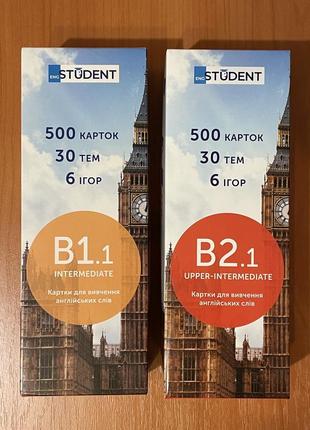 ENG STUDENT
500 КАРТОК
30 ТЕМ
6 ІГОР
B1.1
INTERMEDIATE
Картки для вивчення
англійських слів
ENG STUDENT
500 КАРТОК
30 ТЕМ
6 ІГОР
B2.1
UPPER-INTERMEDIATE
Картки для вивчення
англійських слів